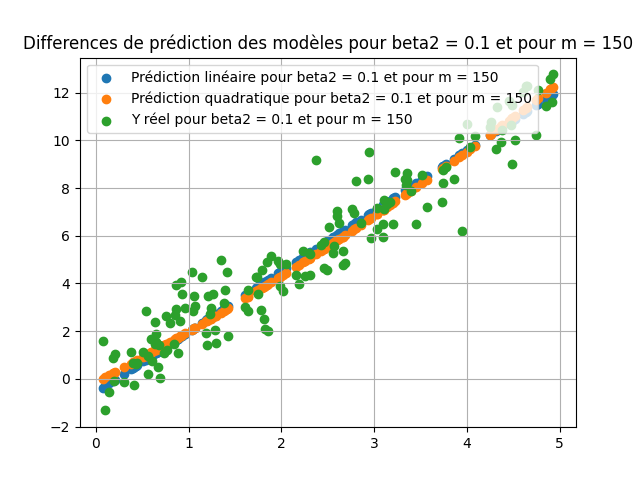 Differences de prédiction des modèles pour beta2 = 0.1 et pour m = 150
Prédiction linéaire pour beta2 = 0.1 et pour m = 150
Prédiction quadratique pour beta2 = 0.1 et pour m = 150
Y réel pour beta2 = 0.1 et pour m = 150
12
10
8
6
4
2
0
−2
0 1 2 3 4 5